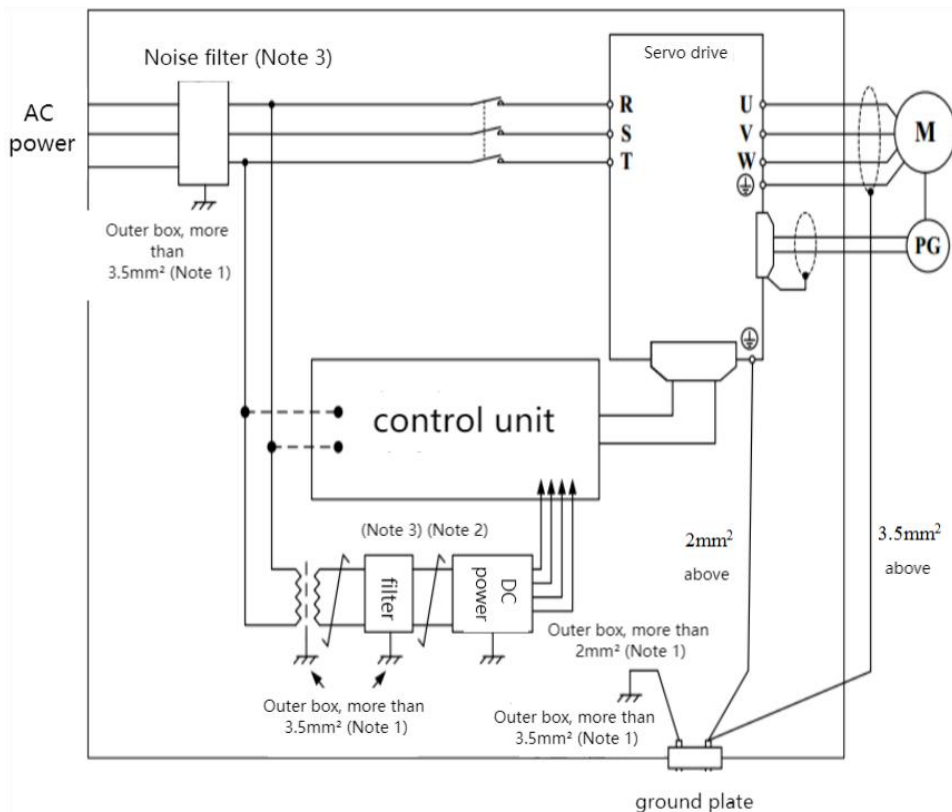 Noise filter (Note 3)
Servo drive
AC
power
R
S
T
U
V
W
M
PG
Outer box, more
than
3.5mm² (Note 1)
control unit
(Note 3) (Note 2)
filter
DC
power
2mm²
above
3.5mm²
above
Outer box, more than
2mm² (Note 1)
Outer box, more than
3.5mm² (Note 1)
Outer box, more than
3.5mm² (Note 1)
ground plate